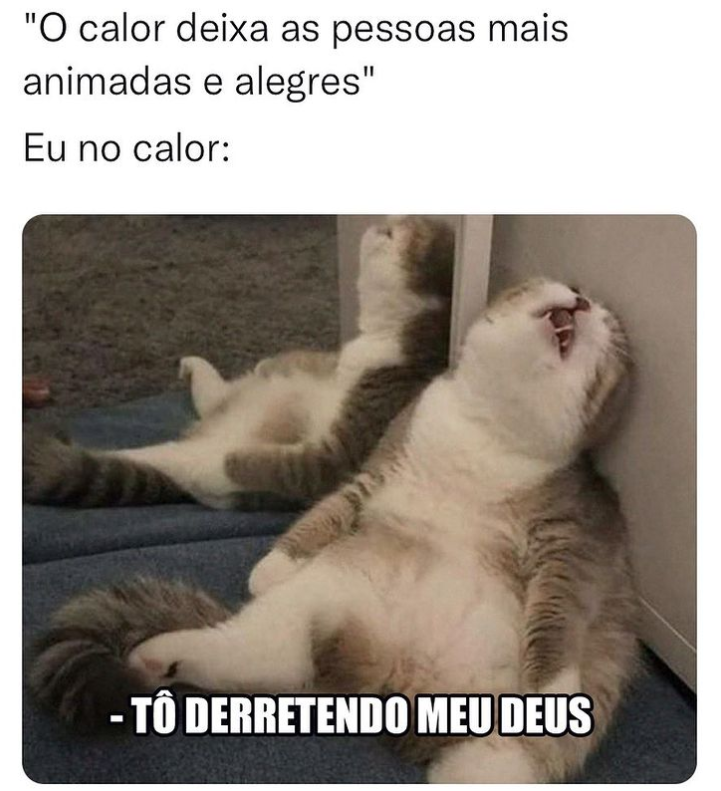 "O calor deixa as pessoas mais
animadas e alegres"
Eu no calor:
- TÔ DERRETENDO MEU DEUS